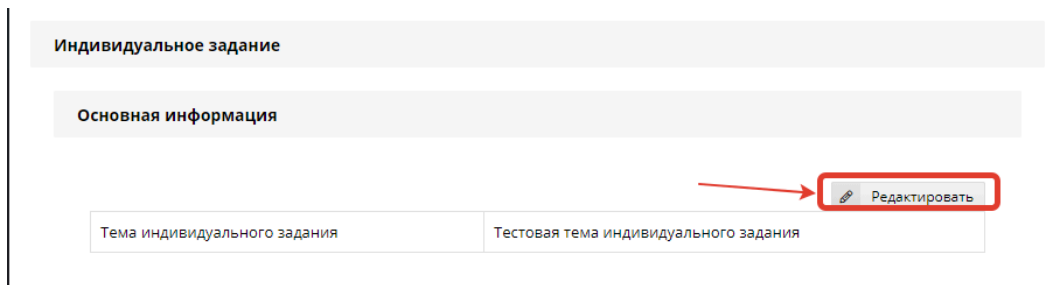 Индивидуальное задание
Основная информация
Редактировать
Тема индивидуального задания Тестовая тема индивидуального задания